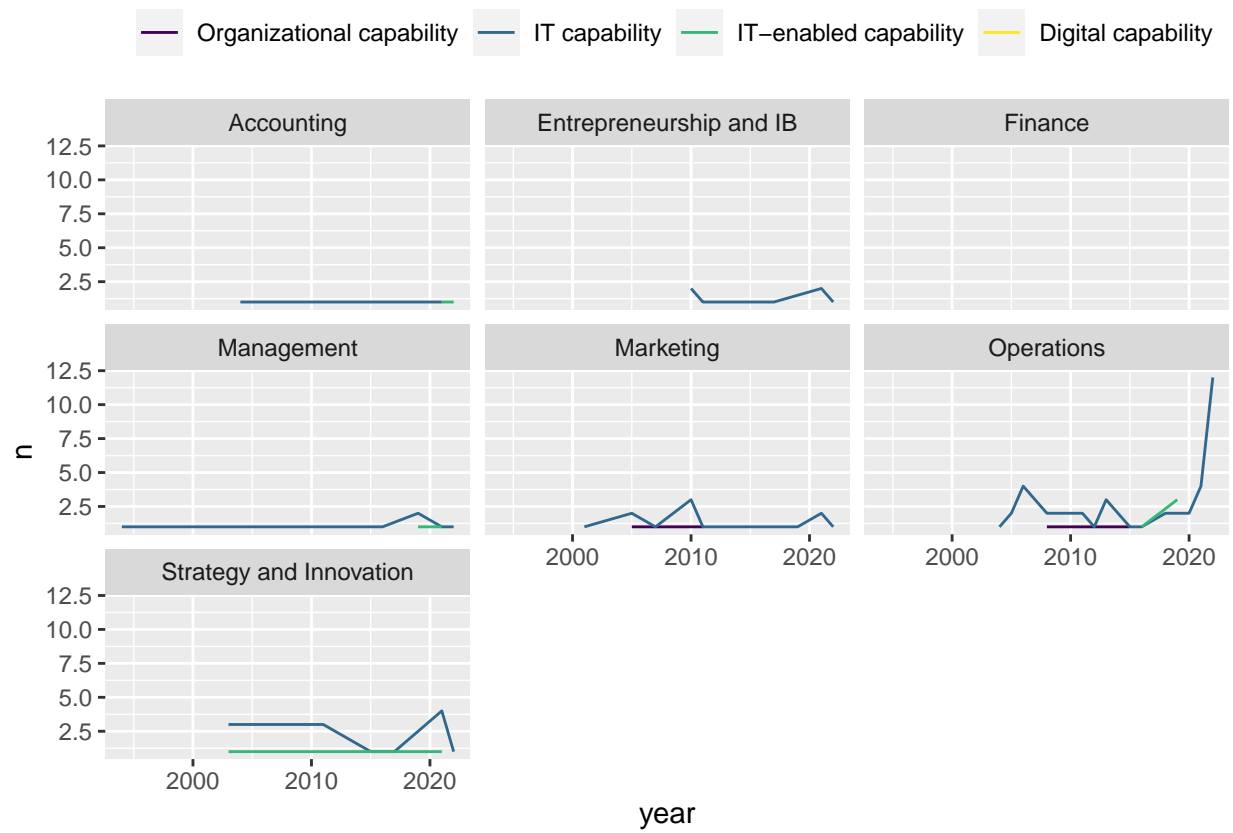 Organizational capability IT capability IT−enabled capability Digital capability
Accounting Entrepreneurship and IB Finance
12.5
10.0
7.5
5.0
2.5
Management Marketing Operations
12.5
10.0
7.5
5.0
2.5
2000 2010 2020 2000 2010 2020
Strategy and Innovation
12.5
10.0
7.5
5.0
2.5
2000 2010 2020
n
year